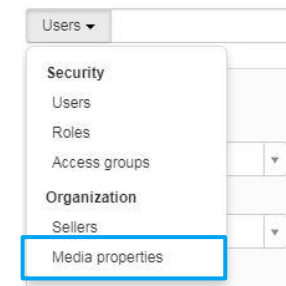 Users
Security
Users
Roles
Access groups
Organization
Sellers
Media properties